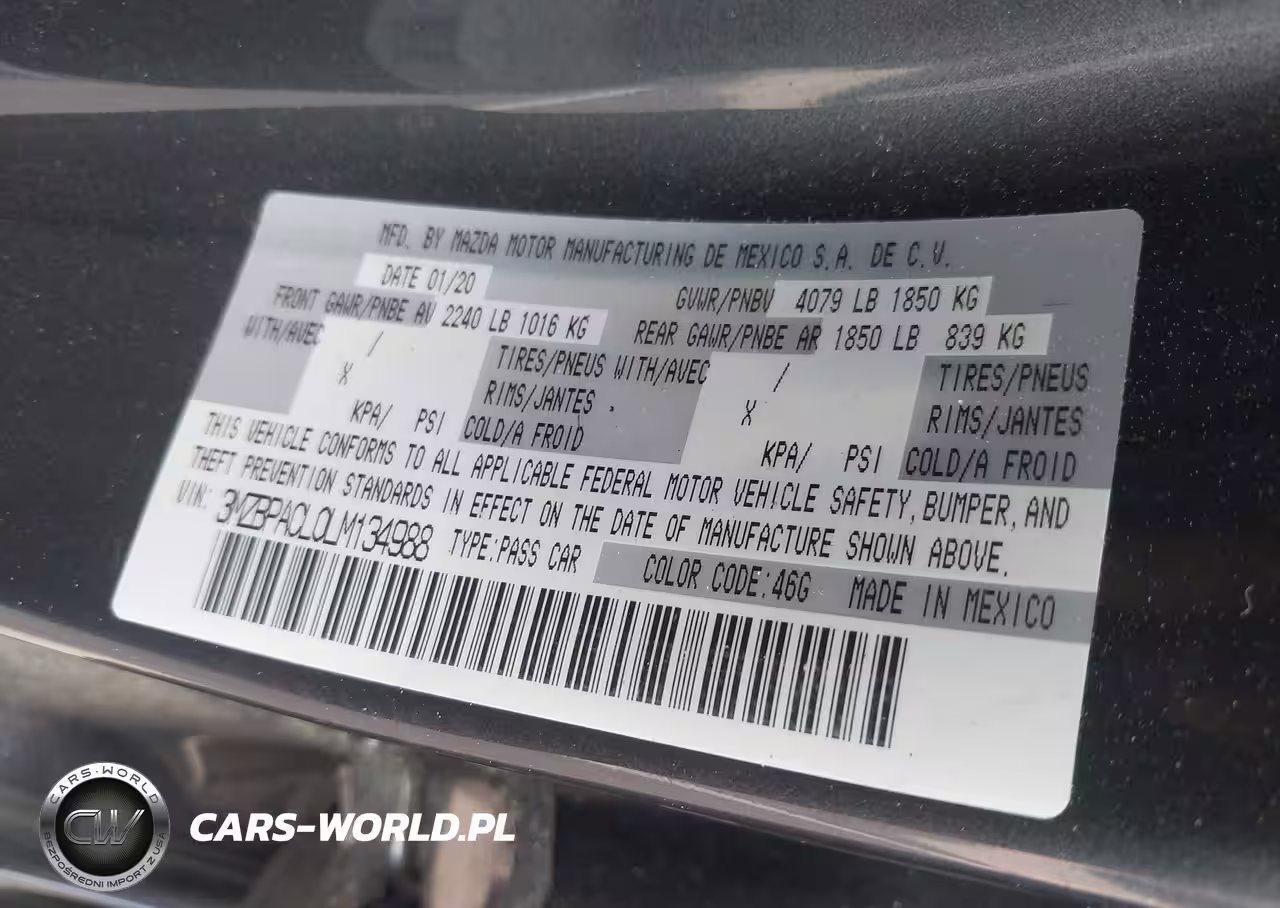 MFD. BY MAZDA MOTOR MANUFACTURING DE MEXICO S.A. DE C.V.
DATE 01/20 GVWR/PNBV 4079 LB 1850 KG
FRONT GAWR/PNBE AV 2240 LB 1016 KG REAR GAWR/PNBE AR 1850 LB 839 KG
WITH/AVEC / TIRES/PNEUS WITH/AVEC / TIRES/PNEUS
X RIMS/JANTES X RIMS/JANTES
KPA/ PSI COLD/A FROID KPA/ PSI COLD/A FROID
THIS VEHICLE CONFORMS TO ALL APPLICABLE FEDERAL MOTOR VEHICLE SAFETY, BUMPER, AND
THEFT PREVENTION STANDARDS IN EFFECT ON THE DATE OF MANUFACTURE SHOWN ABOVE.
VIN: 3MZBPACL0LM134988 TYPE:PASS CAR COLOR CODE:46G MADE IN MEXICO
CARS-WORLD
CW
BEZPOŚREDNI IMPORT Z USA
CARS-WORLD.PL